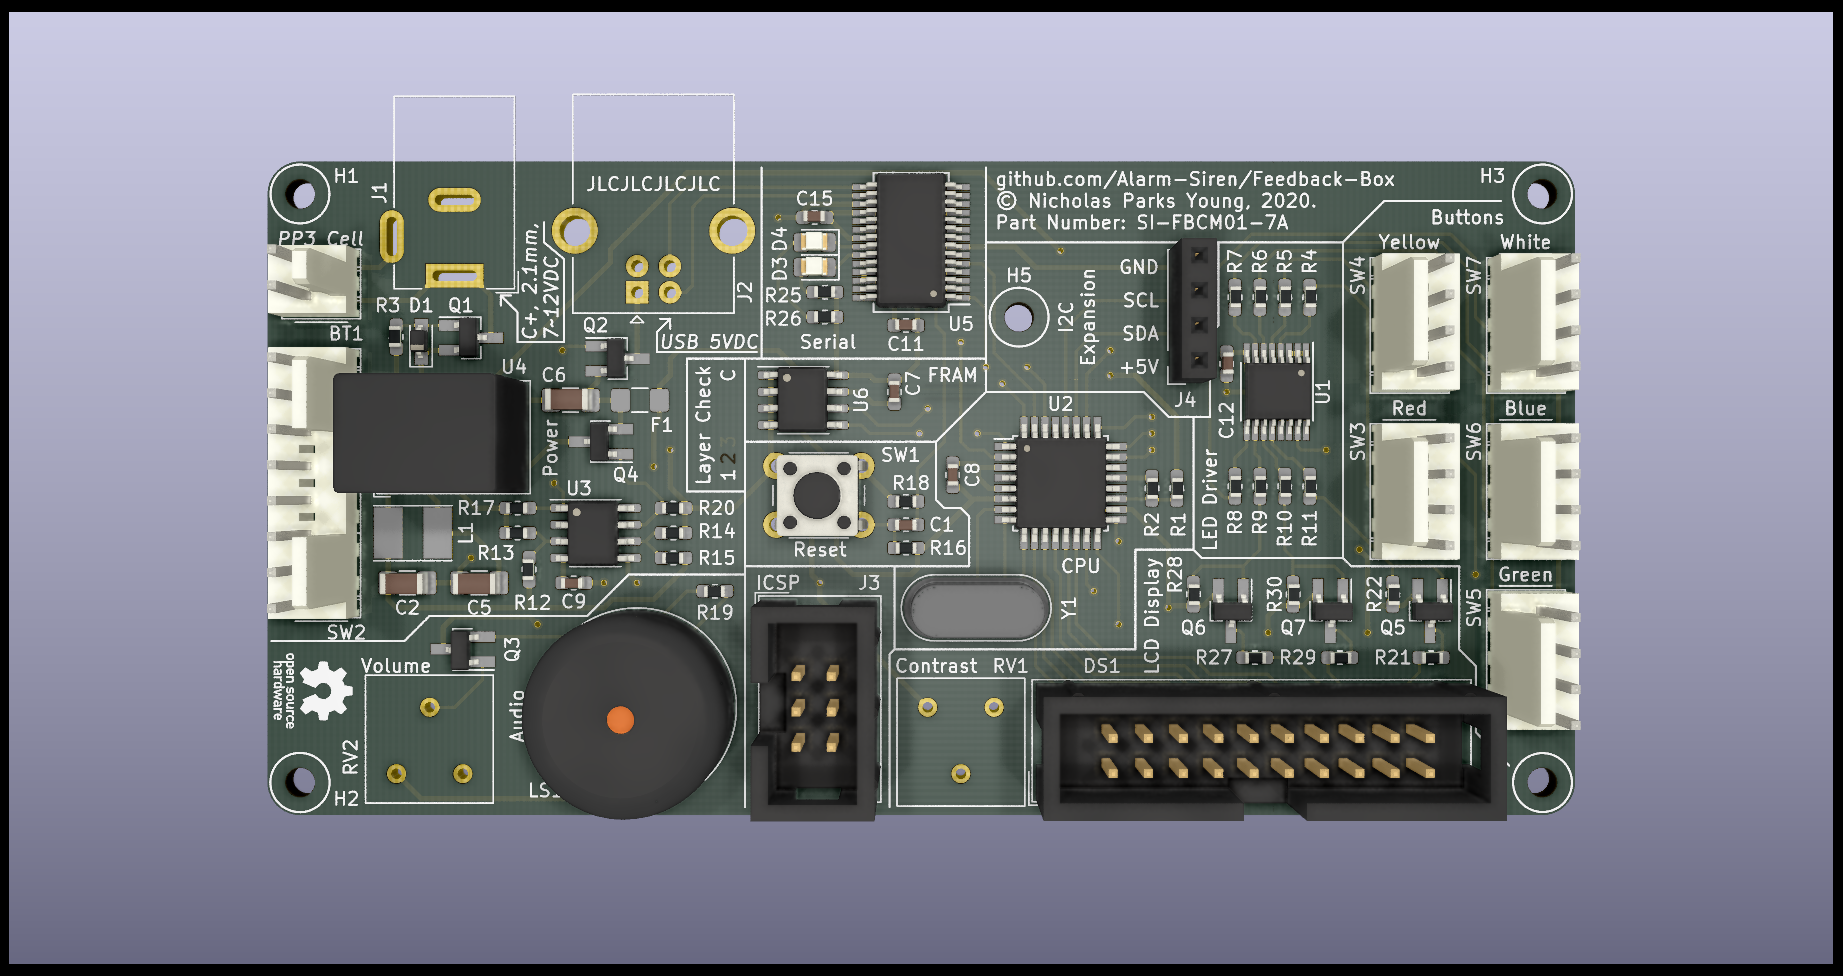 H1
J1
PP3 Cell
BT1
C+, 2.1mm.
7-12VDC
JLCJLCJLCJLC
J2
USB 5VDC
R3
D1
Q1
Q2
U4
C6
F1
Power
Q4
U3
R17
R13
L1
R20
R14
R15
R12
C9
C2
C5
SW2
R19
Layer Check
C
1 2
C15
D4
D3
R25
R26
Serial
U5
C11
FRAM
C7
U6
SW1
Reset
R18
C1
R16
C8
github.com/Alarm-Siren/Feedback-Box
© Nicholas Parks Young, 2020.
Part Number: SI-FBCM01-7A
H3
Buttons
H5
I2C
Expansion
GND
SCL
SDA
+5V
J4
R7
R6
R5
R4
U1
C12
LED Driver
R8
R9
R10
R11
U2
R2
R1
CPU
Y1
Yellow
White
SW4
SW7
Red
Blue
SW3
SW6
Green
SW5
LCD Display
R28
R30
R22
Q6
Q7
Q5
R27
R29
R21
DS1
Contrast
RV1
ICSP
J3
Q3
Volume
RV2
open source
hardware
H2
Audio
LS1